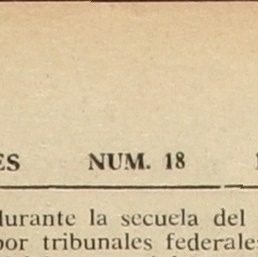 ES NUM. 18
durante la secuela del
por tribunales federales